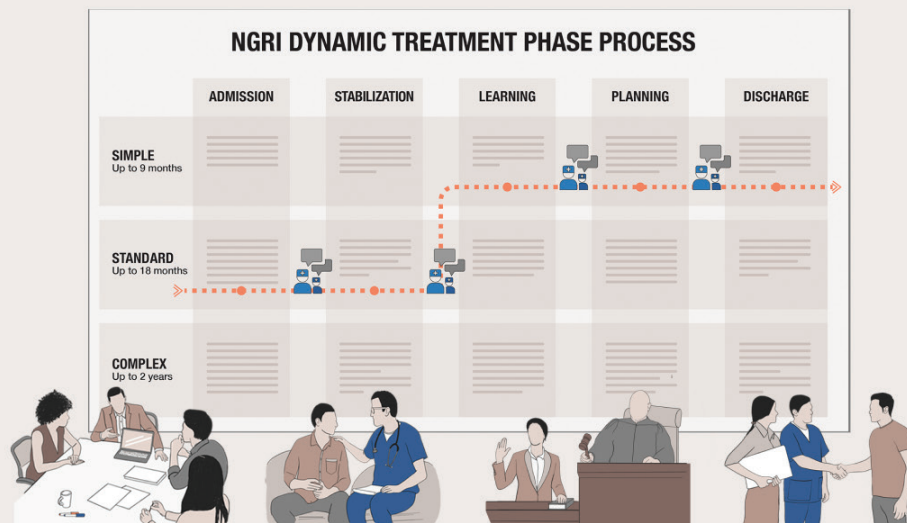 NGRI DYNAMIC TREATMENT PHASE PROCESS
ADMISSION STABILIZATION LEARNING PLANNING DISCHARGE
SIMPLE
Up to 9 months
STANDARD
Up to 18 months
COMPLEX
Up to 2 years